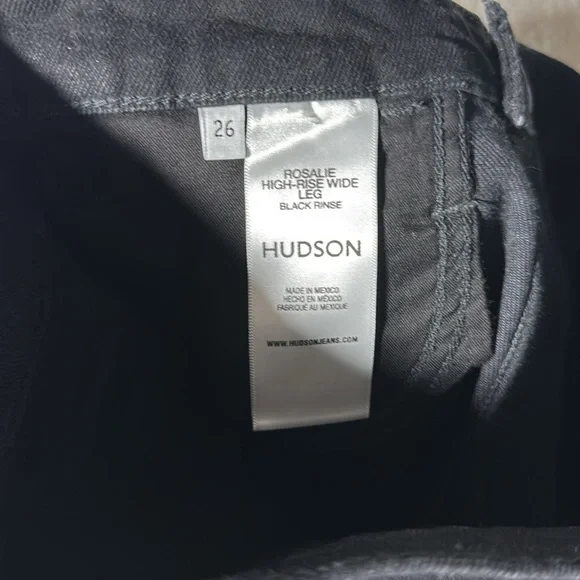 26
ROSALIE
HIGH-RISE WIDE
LEG
BLACK RINSE
HUDSON
MADE IN MEXICO
HECHO EN MÉXICO
FABRIQUÉ AU MEXIQUE
WWW.HUDSONJEANS.COM